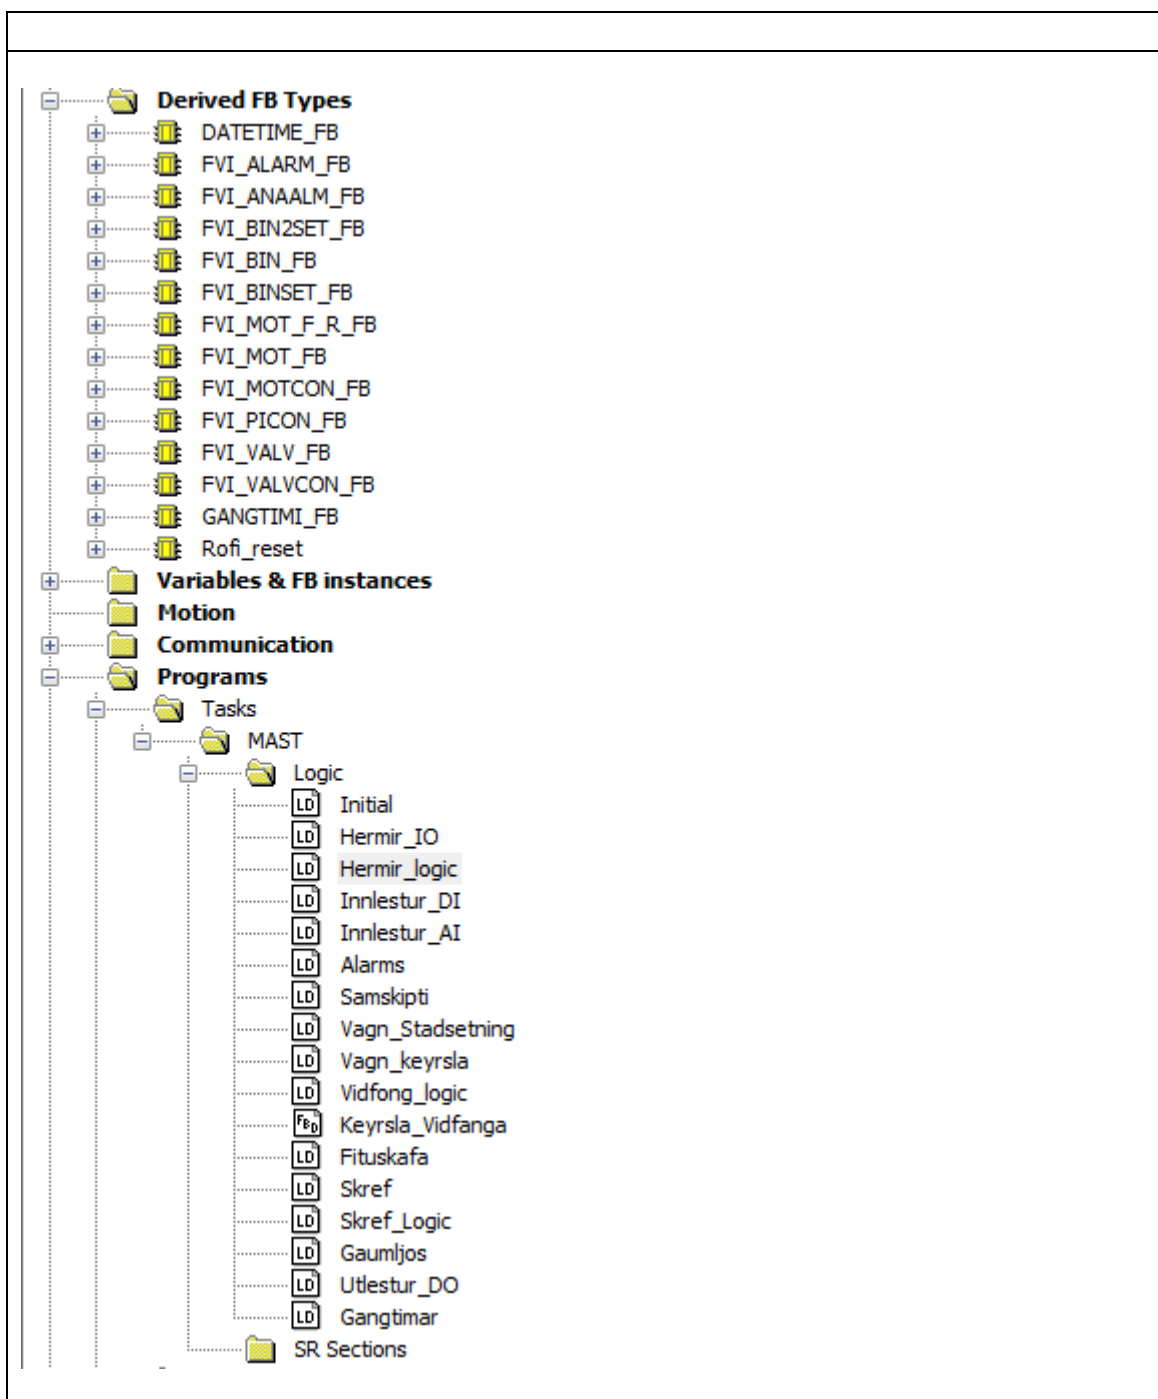 Derived FB Types
DATETIME_FB
FVI_ALARM_FB
FVI_ANAALM_FB
FVI_BIN2SET_FB
FVI_BIN_FB
FVI_BINSET_FB
FVI_MOT_F_R_FB
FVI_MOT_FB
FVI_MOTCON_FB
FVI_PICON_FB
FVI_VALV_FB
FVI_VALVCON_FB
GANGTIMI_FB
Rofi_reset
Variables & FB instances
Motion
Communication
Programs
Tasks
MAST
Logic
LD Initial
LD Hermir_IO
LD Hermir_logic
LD Innlestur_DI
LD Innlestur_AI
LD Alarms
LD Samskipti
LD Vagn_Stadsetning
LD Vagn_keyrsla
LD Vidfong_logic
FBD Keyrsla_Vidfanga
LD Fituskafa
LD Skref
LD Skref_Logic
LD Gaumljos
LD Utlestur_DO
LD Gangtimar
SR Sections